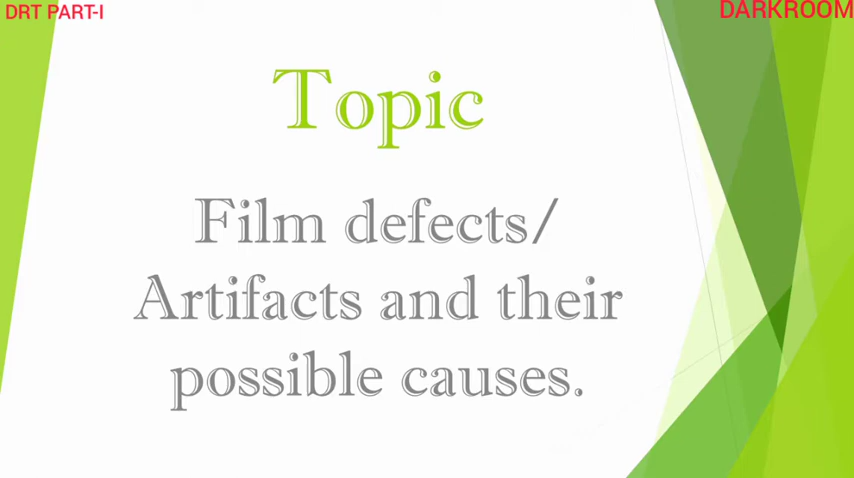 DRT PART-I
DARKROOM
Topic
Film defects/
Artifacts and their
possible causes.